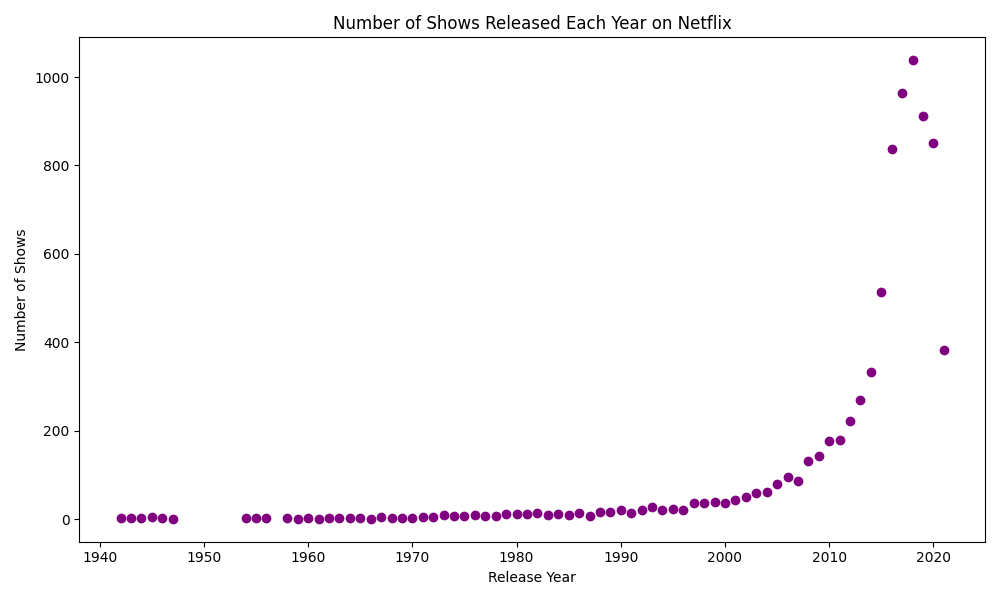 Number of Shows Released Each Year on Netflix
Number of Shows
1000
800
600
400
200
0
1940 1950 1960 1970 1980 1990 2000 2010 2020
Release Year